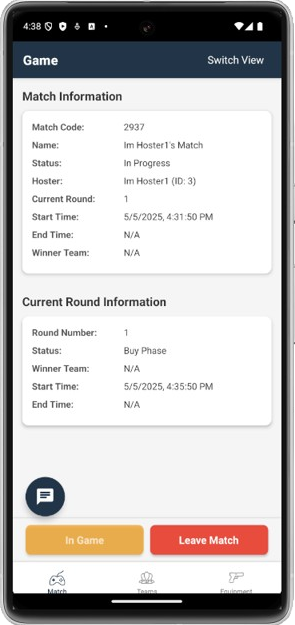 4:38
Game Switch View
Match Information
Match Code: 2937
Name: Im Hoster1's Match
Status: In Progress
Hoster: Im Hoster1 (ID: 3)
Current Round: 1
Start Time: 5/5/2025, 4:31:50 PM
End Time: N/A
Winner Team: N/A
Current Round Information
Round Number: 1
Status: Buy Phase
Winner Team: N/A
Start Time: 5/5/2025, 4:35:50 PM
End Time: N/A
In Game Leave Match
Match Teams Equipment